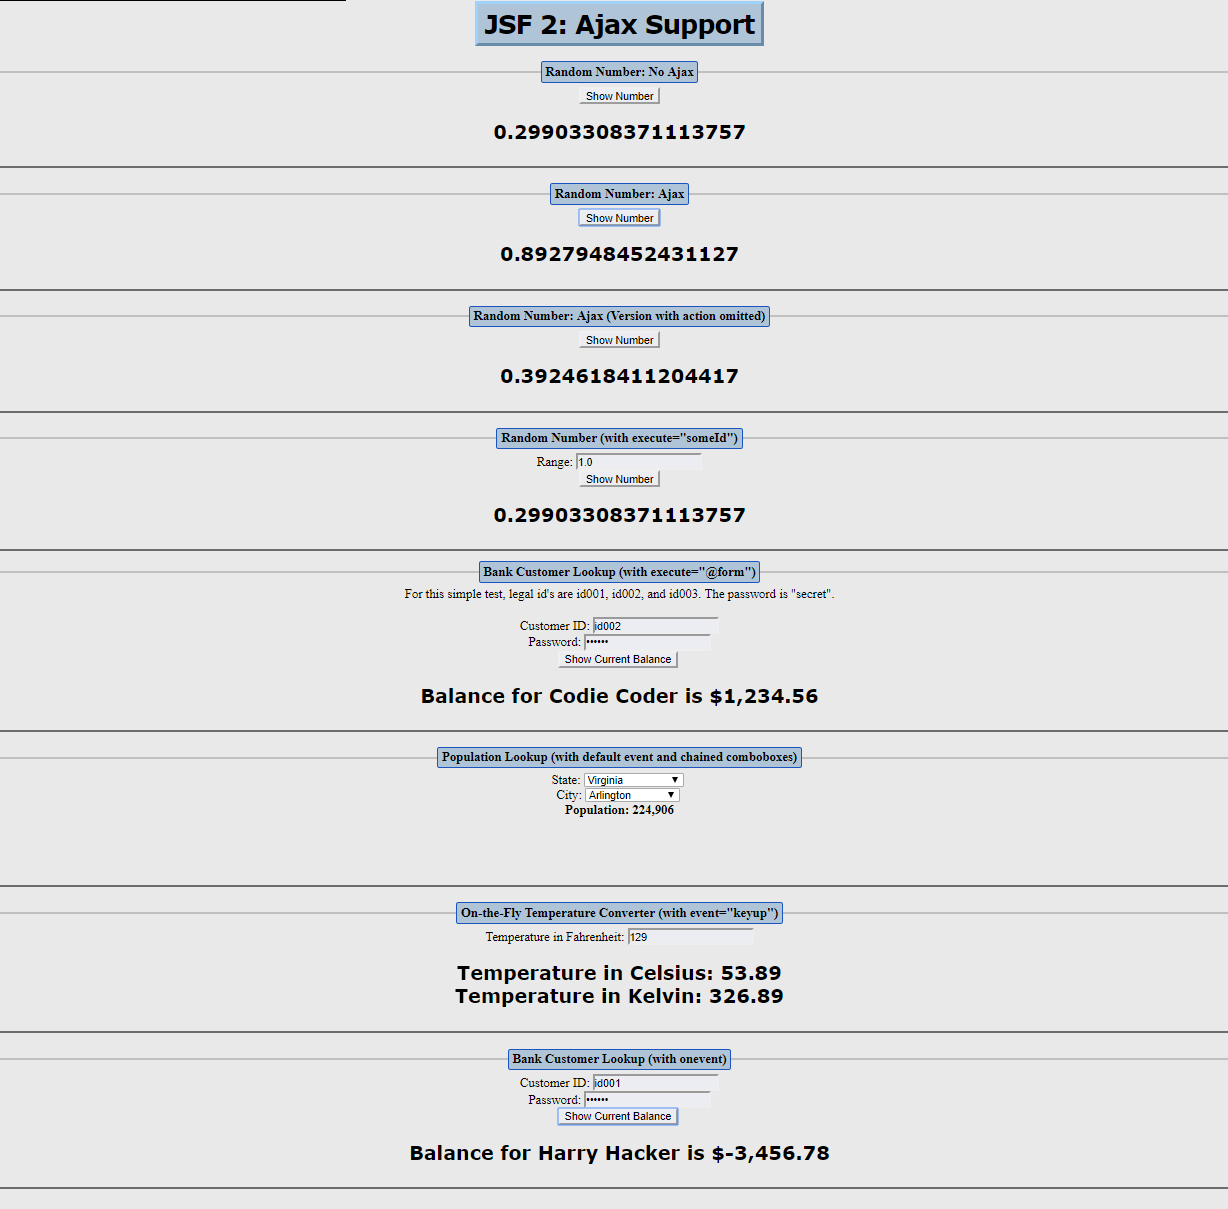 JSF 2: Ajax Support
Random Number: No Ajax
Show Number
0.29903308371113757
Random Number: Ajax
Show Number
0.8927948452431127
Random Number: Ajax (Version with action omitted)
Show Number
0.3924618411204417
Random Number (with execute="someId")
Range: 1.0
Show Number
0.29903308371113757
Bank Customer Lookup (with execute="@form")
For this simple test, legal id's are id001, id002, and id003. The password is "secret".
Customer ID: id002
Password: ••••••
Show Current Balance
Balance for Codie Coder is $1,234.56
Population Lookup (with default event and chained comboboxes)
State: Virginia
City: Arlington
Population: 224,906
On-the-Fly Temperature Converter (with event="keyup")
Temperature in Fahrenheit: 129
Temperature in Celsius: 53.89
Temperature in Kelvin: 326.89
Bank Customer Lookup (with onevent)
Customer ID: id001
Password: ••••••
Show Current Balance
Balance for Harry Hacker is $-3,456.78